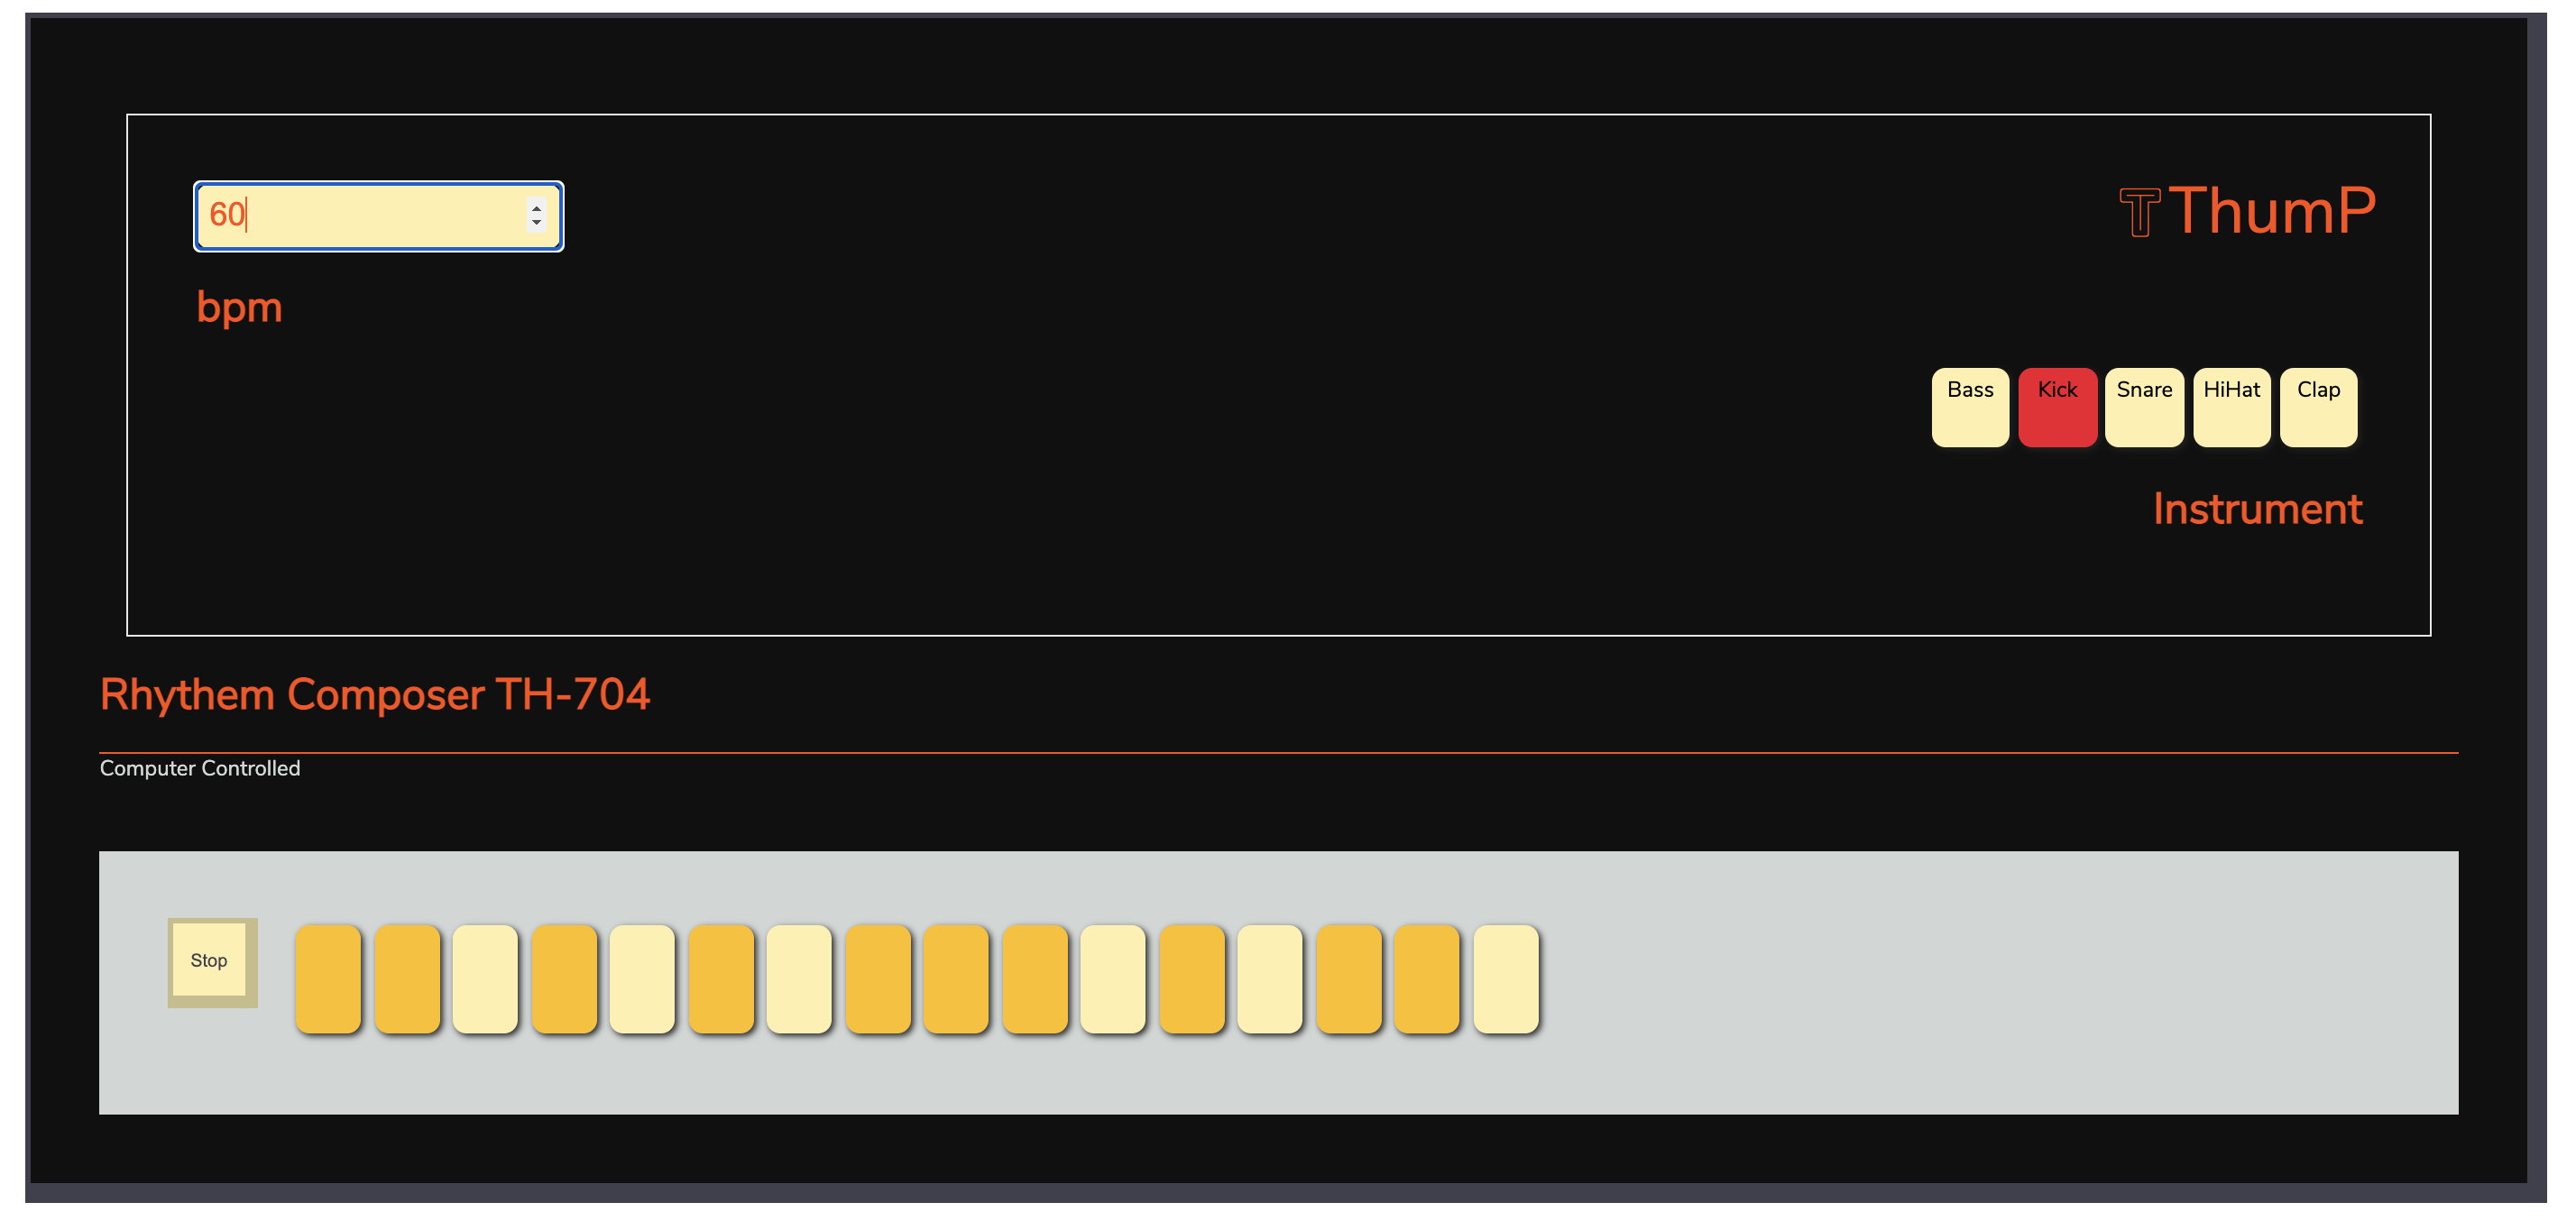 60
ThumP
bpm
Bass Kick Snare HiHat Clap
Instrument
Rhythem Composer TH-704
Computer Controlled
Stop